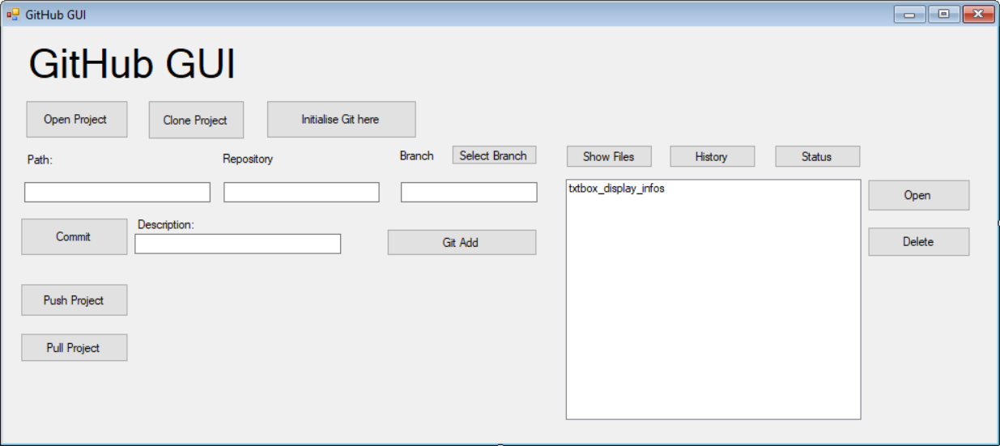 GitHub GUI
GitHub GUI
Open Project
Clone Project
Initialise Git here
Path:
Repository
Branch
Select Branch
Show Files
History
Status
txtbox_display_infos
Open
Commit
Description:
Git Add
Delete
Push Project
Pull Project